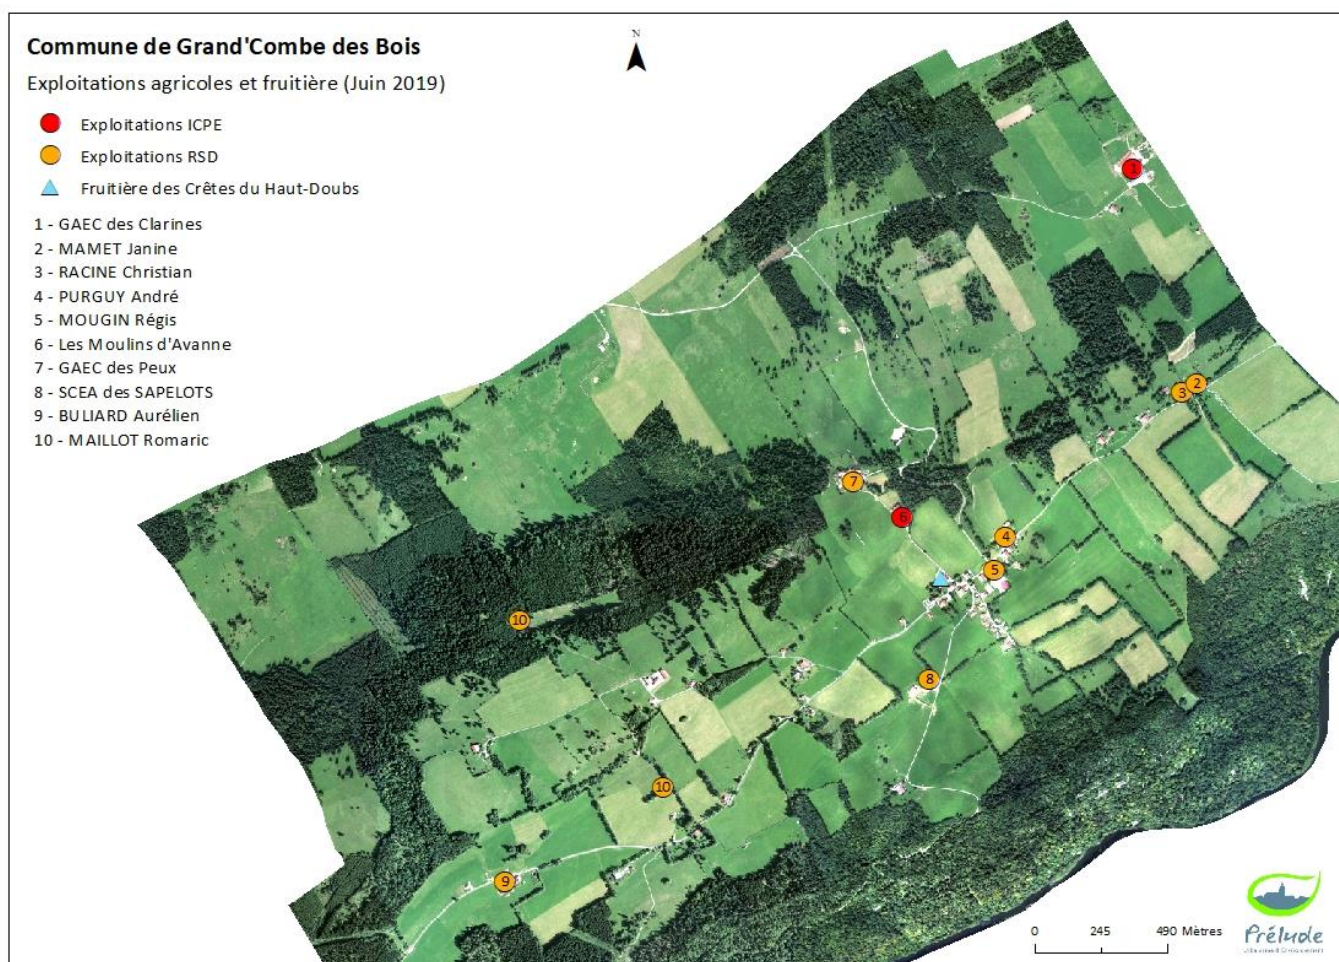 Commune de Grand'Combe des Bois
Exploitations agricoles et fruitière (Juin 2019)
Exploitations ICPE
Exploitations RSD
Fruitière des Crêtes du Haut-Doubs
1 - GAEC des Clarines
2 - MAMET Janine
3 - RACINE Christian
4 - PURGUY André
5 - MOUGIN Régis
6 - Les Moulins d'Avanne
7 - GAEC des Peux
8 - SCEA des SAPELOTS
9 - BULIARD Aurélien
10 - MAILLOT Romaric
N
1
2
3
7
6
4
5
10
8
10
9
0 245 490 Mètres
Prélude